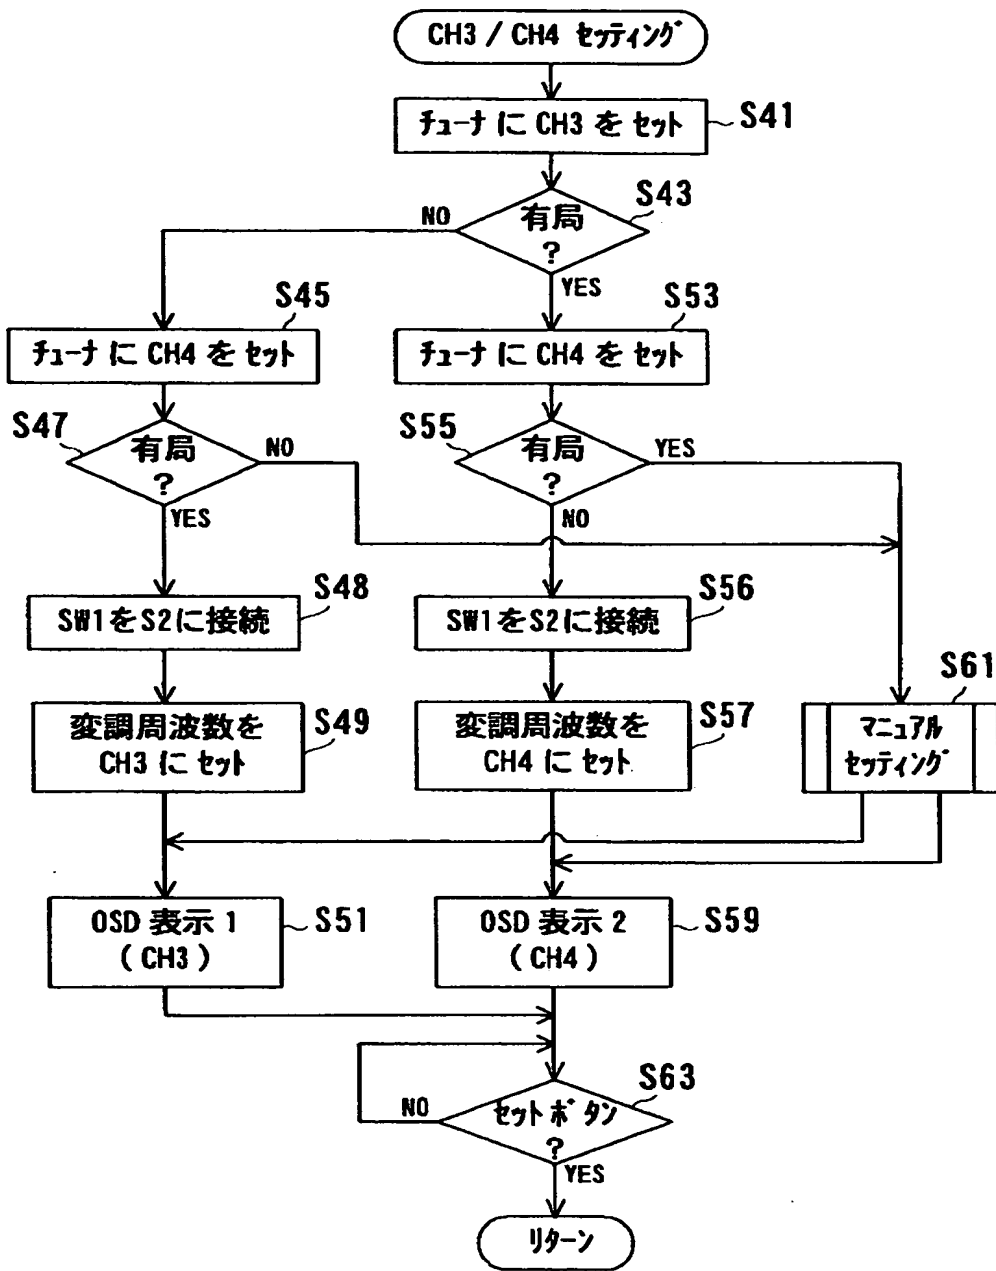 CH3 / CH4 セッティング
チューナに CH3 をセット
S41
S43
有局
?
NO
YES
S45
チューナに CH4 をセット
S53
チューナに CH4 をセット
S47
有局
?
NO
YES
S55
有局
?
YES
NO
S48
SW1をS2に接続
S56
SW1をS2に接続
S49
変調周波数を
CH3 にセット
S57
変調周波数を
CH4 にセット
S61
マニュアル
セッティング
OSD 表示 1
( CH3 )
S51
OSD 表示 2
( CH4 )
S59
S63
セットボタン
?
NO
YES
リターン